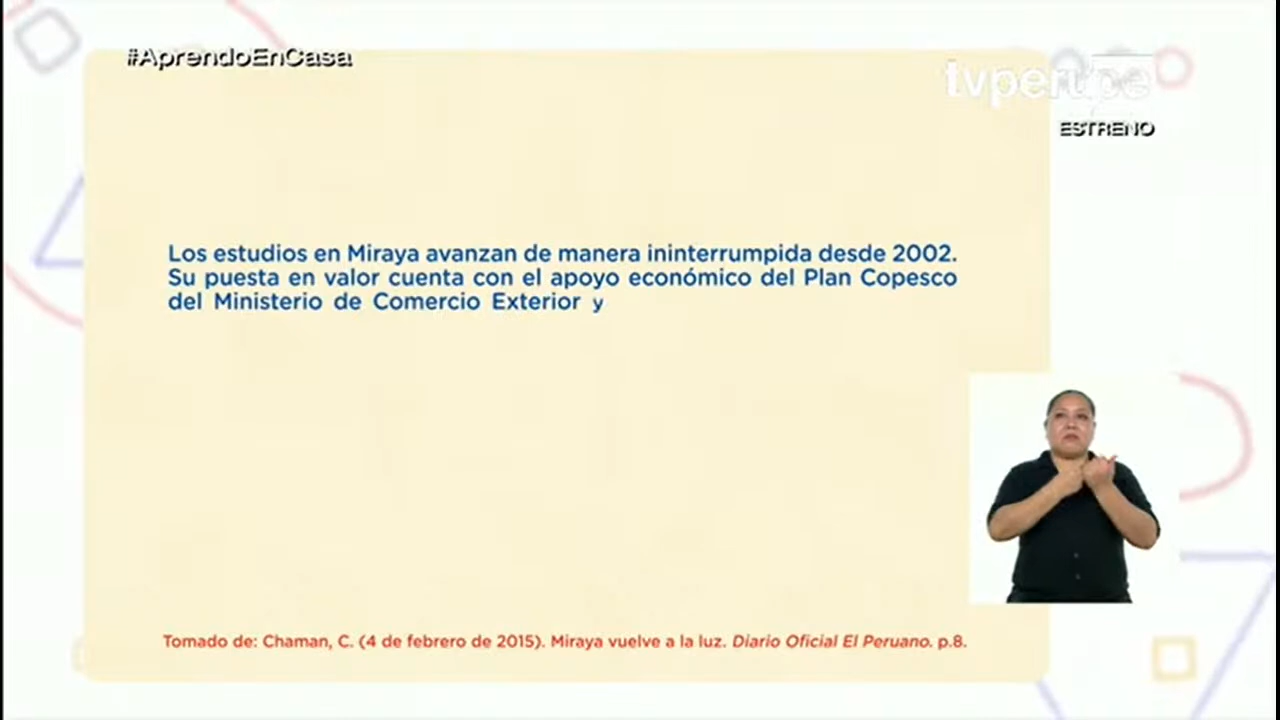 #AprendoEnCasa
tvperu.pe
ESTRENO
Los estudios en Miraya avanzan de manera ininterrumpida desde 2002.
Su puesta en valor cuenta con el apoyo económico del Plan Copesco
del Ministerio de Comercio Exterior y
Tomado de: Chaman, C. (4 de febrero de 2015). Miraya vuelve a la luz. Diario Oficial El Peruano. p.8.